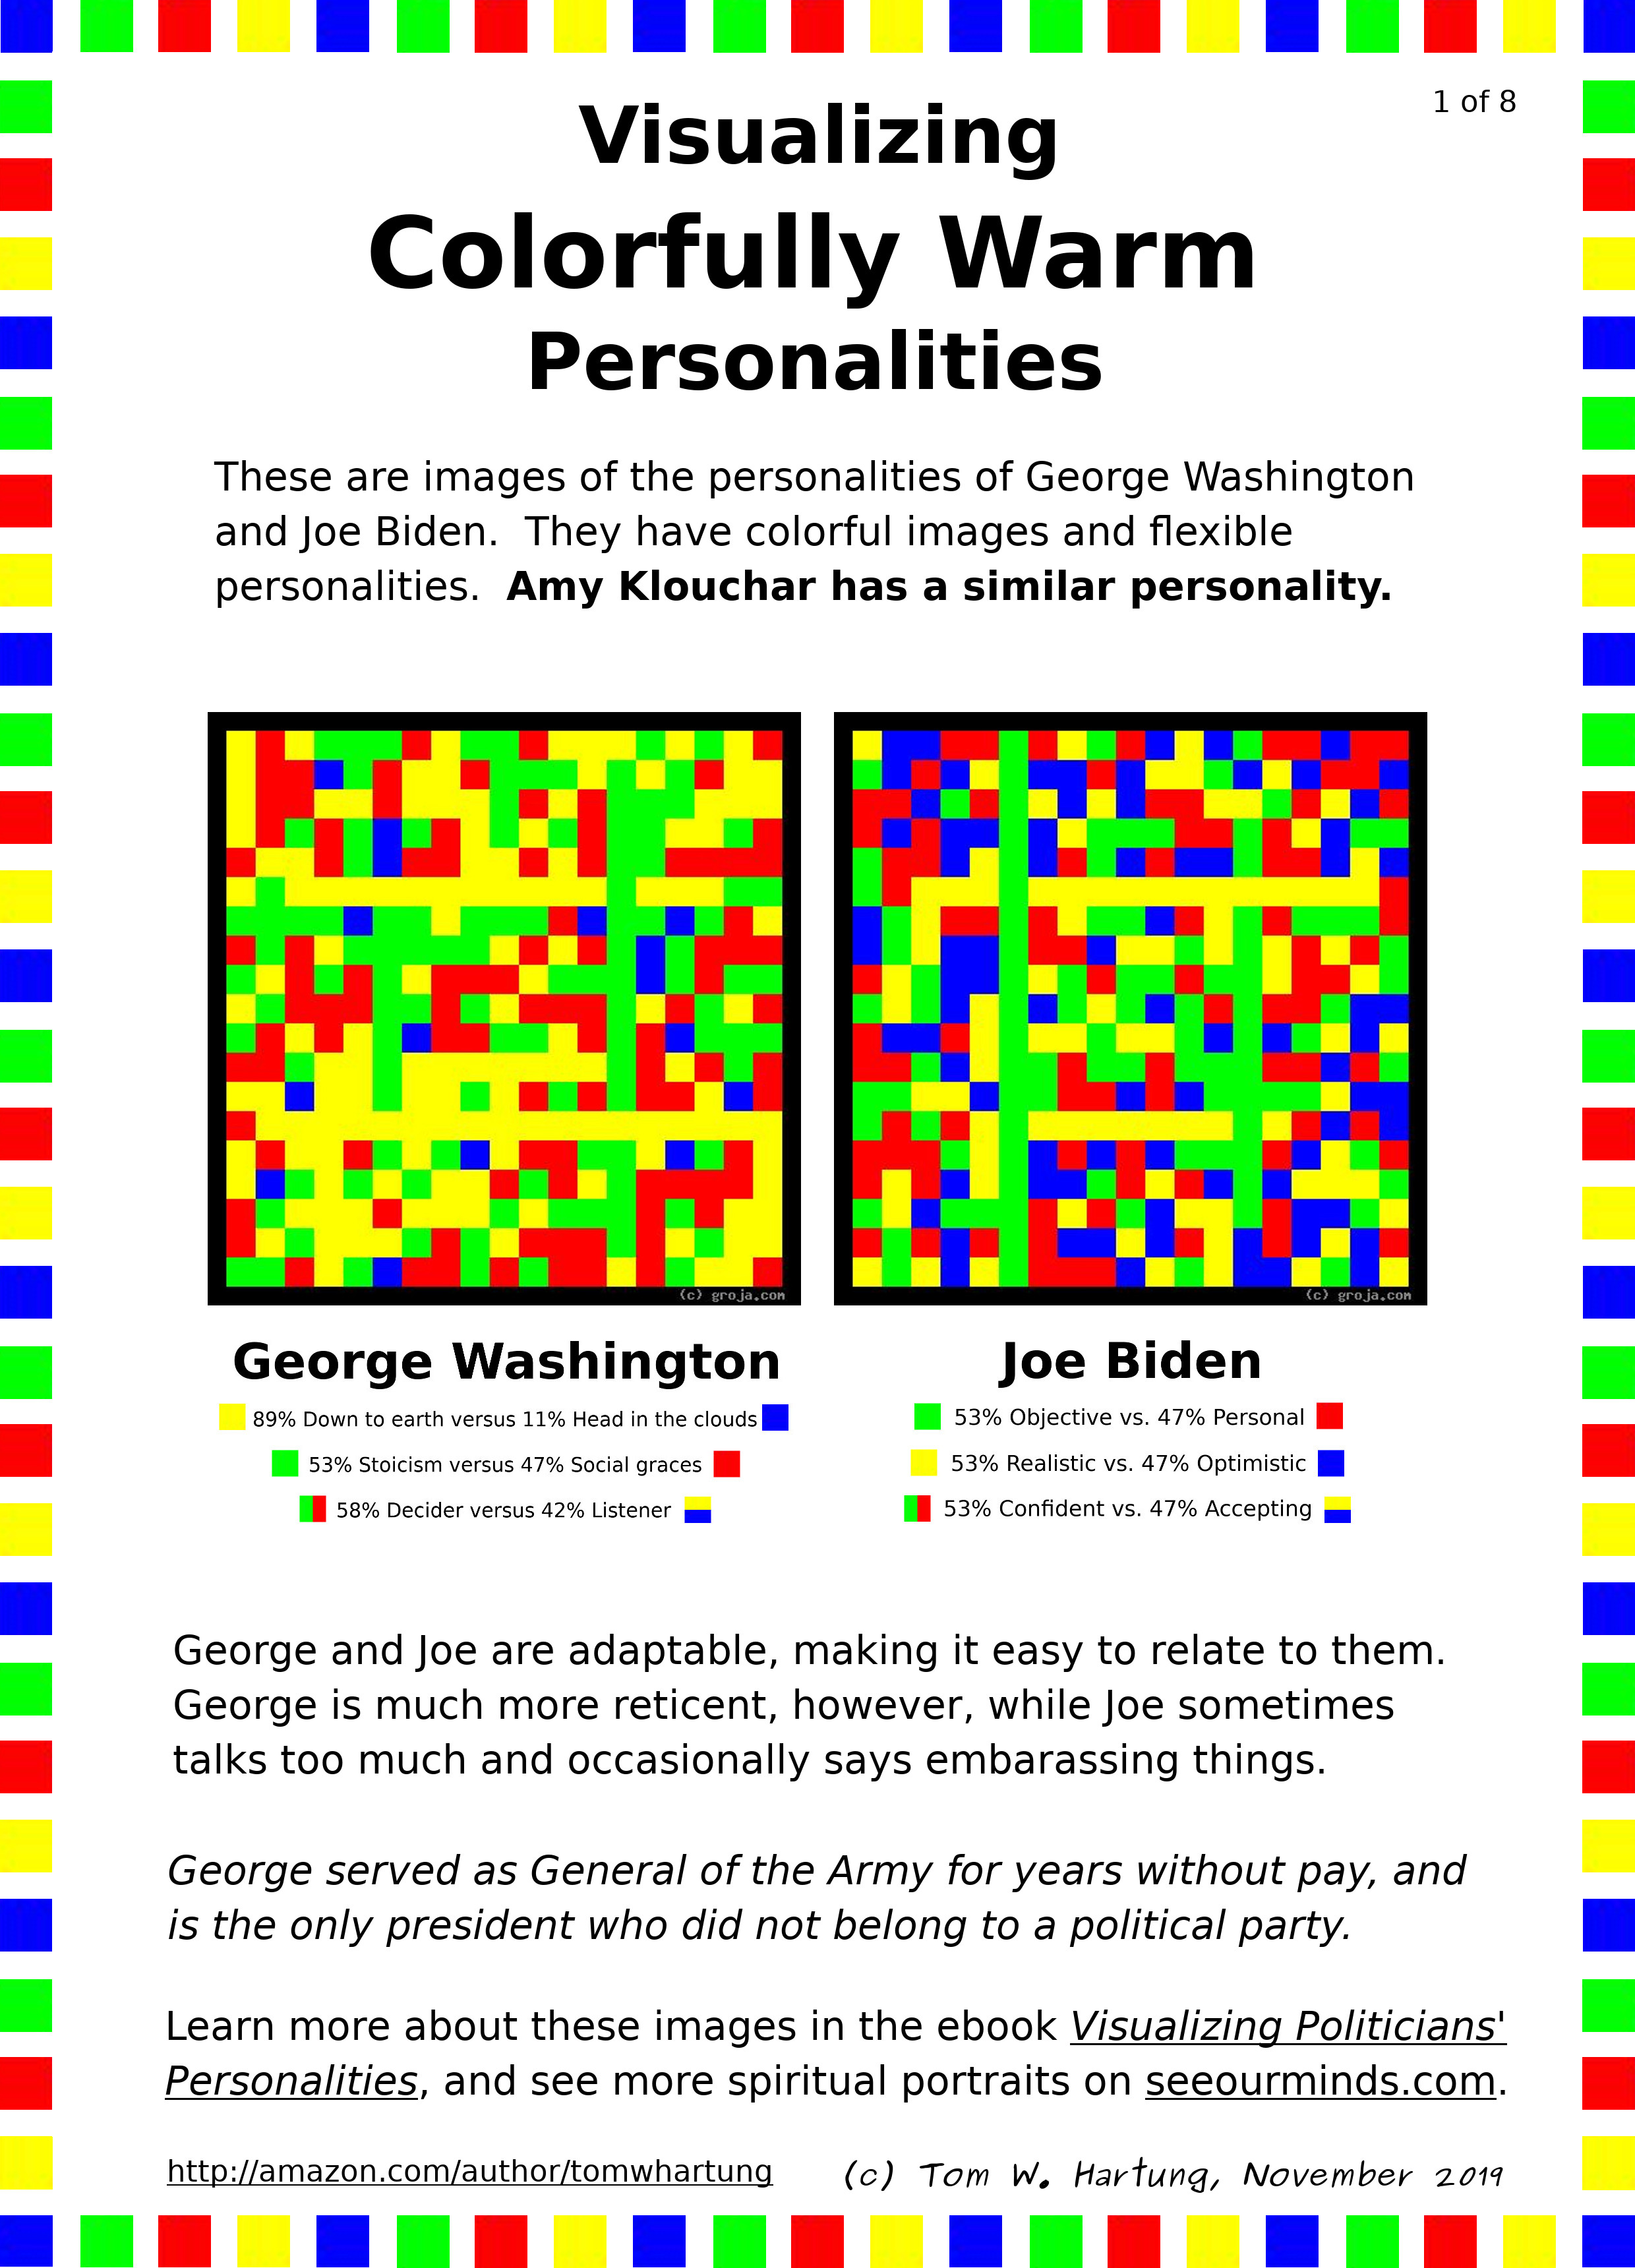 1 of 8
Visualizing
Colorfully Warm
Personalities
These are images of the personalities of George Washington
and Joe Biden.  They have colorful images and flexible
personalities.  Amy Klouchar has a similar personality.
(c) groja.com
(c) groja.com
George Washington
89% Down to earth versus 11% Head in the clouds
53% Stoicism versus 47% Social graces
58% Decider versus 42% Listener
Joe Biden
53% Objective vs. 47% Personal
53% Realistic vs. 47% Optimistic
53% Confident vs. 47% Accepting
George and Joe are adaptable, making it easy to relate to them.
George is much more reticent, however, while Joe sometimes
talks too much and occasionally says embarassing things.
George served as General of the Army for years without pay, and
is the only president who did not belong to a political party.
Learn more about these images in the ebook Visualizing Politicians'
Personalities, and see more spiritual portraits on seeourminds.com.
http://amazon.com/author/tomwhartung
(c) Tom W. Hartung, November 2019